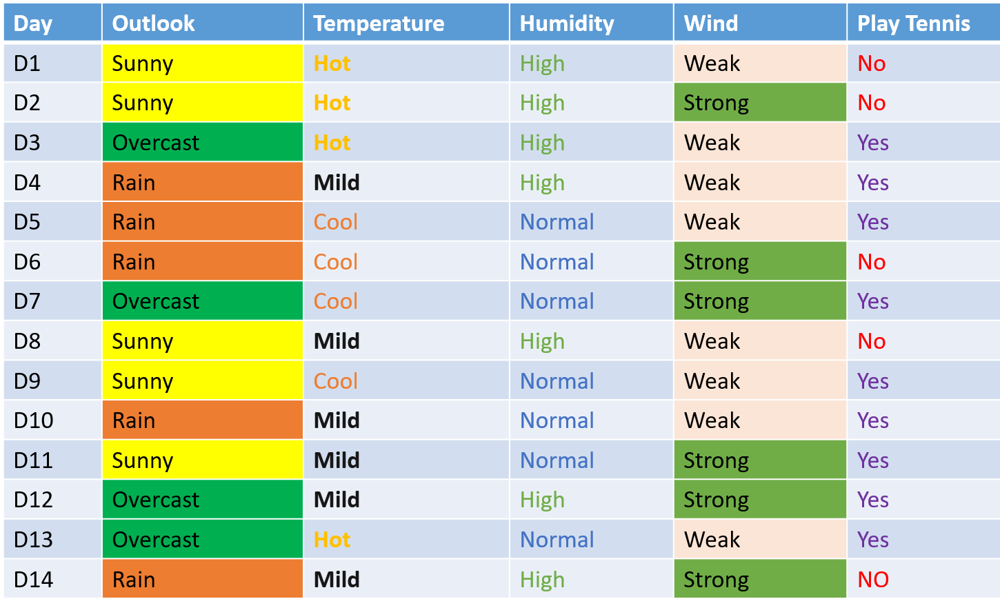 Day Outlook Temperature Humidity Wind Play Tennis
D1 Sunny Hot High Weak No
D2 Sunny Hot High Strong No
D3 Overcast Hot High Weak Yes
D4 Rain Mild High Weak Yes
D5 Rain Cool Normal Weak Yes
D6 Rain Cool Normal Strong No
D7 Overcast Cool Normal Strong Yes
D8 Sunny Mild High Weak No
D9 Sunny Cool Normal Weak Yes
D10 Rain Mild Normal Weak Yes
D11 Sunny Mild Normal Strong Yes
D12 Overcast Mild High Strong Yes
D13 Overcast Hot Normal Weak Yes
D14 Rain Mild High Strong NO